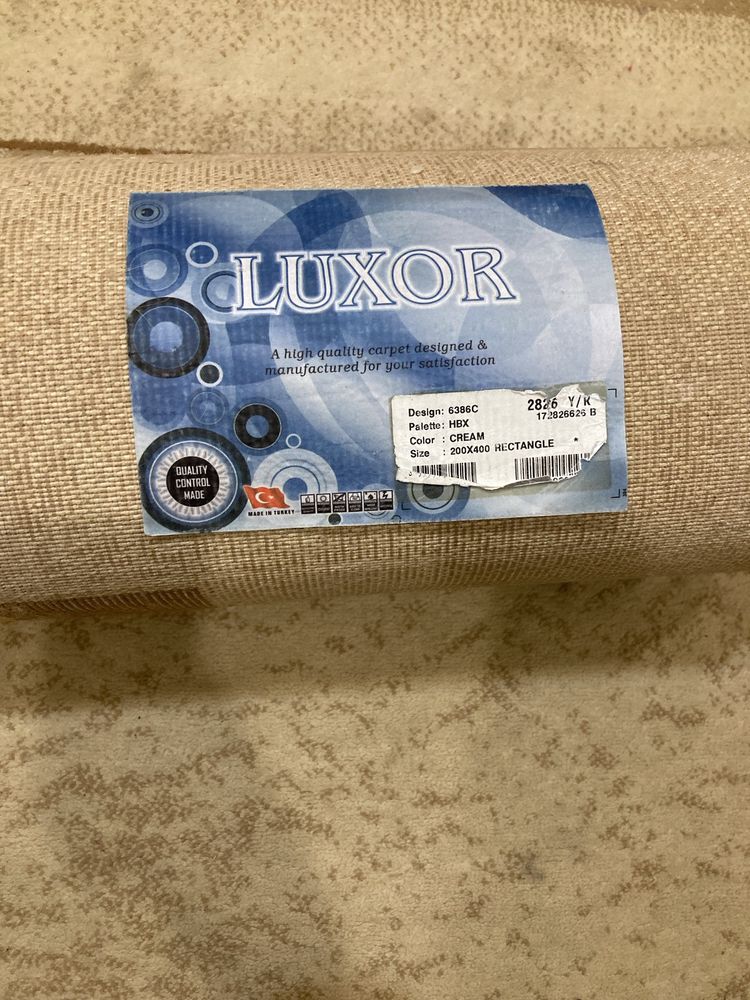 LUXOR
A high quality carpet designed &
manufactured for your satisfaction
Design: 6386C
2826 Y/R
Palette: HBX
172826626 B
Color : CREAM
Size : 200X400 RECTANGLE *
QUALITY
CONTROL
MADE
MADE IN TURKEY